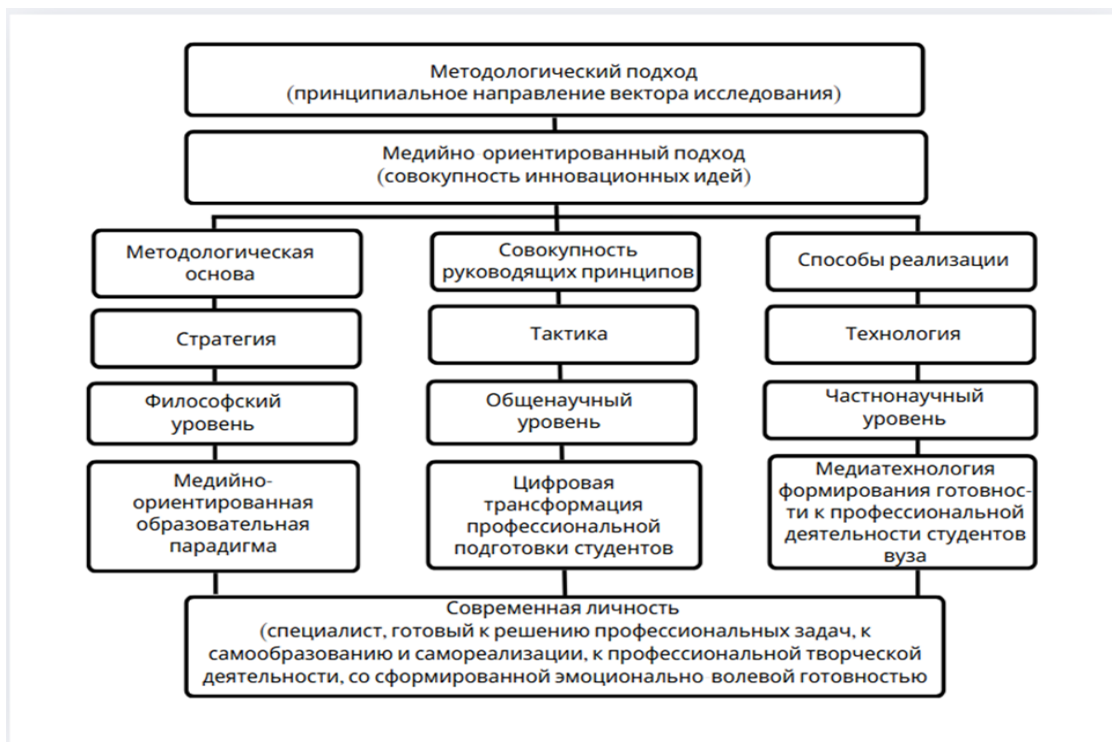 Методологический подход
(принципиальное направление вектора исследования)
Медийно ориентированный подход
(совокупность инновационных идей)
Методологическая
основа
Совокупность
руководящих принципов
Способы реализации
Стратегия
Тактика
Технология
Философский
уровень
Общенаучный
уровень
Частнонаучный
уровень
Медийно-
ориентированная
образовательная
парадигма
Цифровая
трансформация
профессиональной
подготовки студентов
Медиатехнология
формирования готовнос-
ти к профессиональной
деятельности студентов
вуза
Современная личность
(специалист, готовый к решению профессиональных задач, к
самообразованию и самореализации, к профессиональной творческой
деятельности, со сформированной эмоционально волевой готовностью